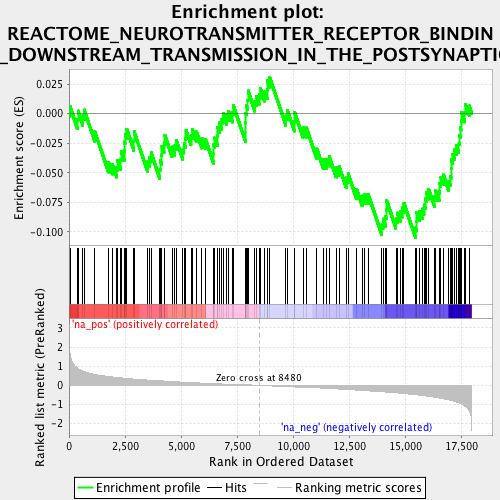 Enrichment plot:
REACTOME_NEUROTRANSMITTER_RECEPTOR_BINDIN
_DOWNSTREAM_TRANSMISSION_IN_THE_POSTSYNAPTIC
Enrichment score (ES)
0.025
0.000
-0.025
-0.050
-0.075
-0.100
'na_pos' (positively correlated)
Ranked list metric (PreRanked)
3
2
1
0
-1
-2
Zero cross at 8480
'na_neg' (negatively correlated)
0
2,500
5,000
7,500
10,000
12,500
15,000
17,500
Rank in Ordered Dataset
Enrichment profile
Hits
Ranking metric scores